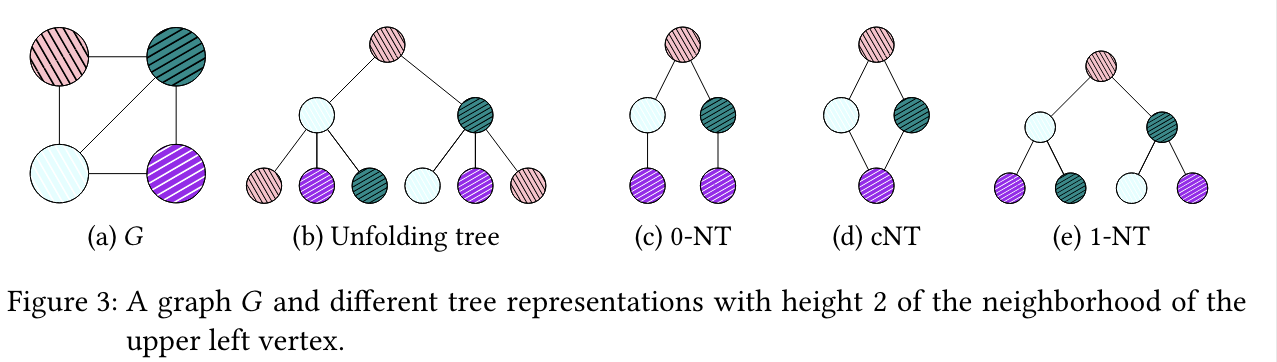 (a) G
(b) Unfolding tree
(c) 0-NT
(d) cNT
(e) 1-NT
Figure 3: A graph G and different tree representations with height 2 of the neighborhood of the
upper left vertex.